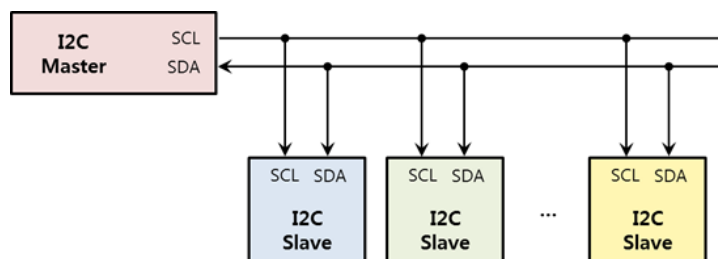 I2C SCL
Master SDA
SCL SDA
I2C
Slave
SCL SDA
I2C
Slave
...
SCL SDA
I2C
Slave